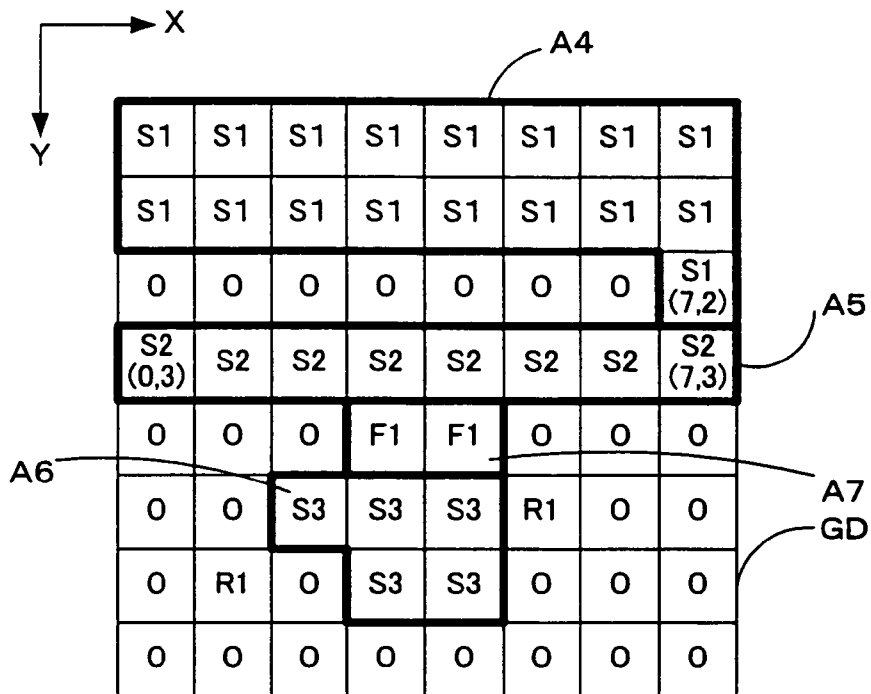 X
Y
A4
S1 S1 S1 S1 S1 S1 S1 S1
S1 S1 S1 S1 S1 S1 S1 S1
0 0 0 0 0 0 0 S1
(7,2)
A5
S2 S2 S2 S2 S2 S2 S2 S2
(0,3) (7,3)
0 0 0 F1 F1 0 0 0
A6
A7
0 0 S3 S3 S3 R1 0 0
GD
0 R1 0 S3 S3 0 0 0
0 0 0 0 0 0 0 0